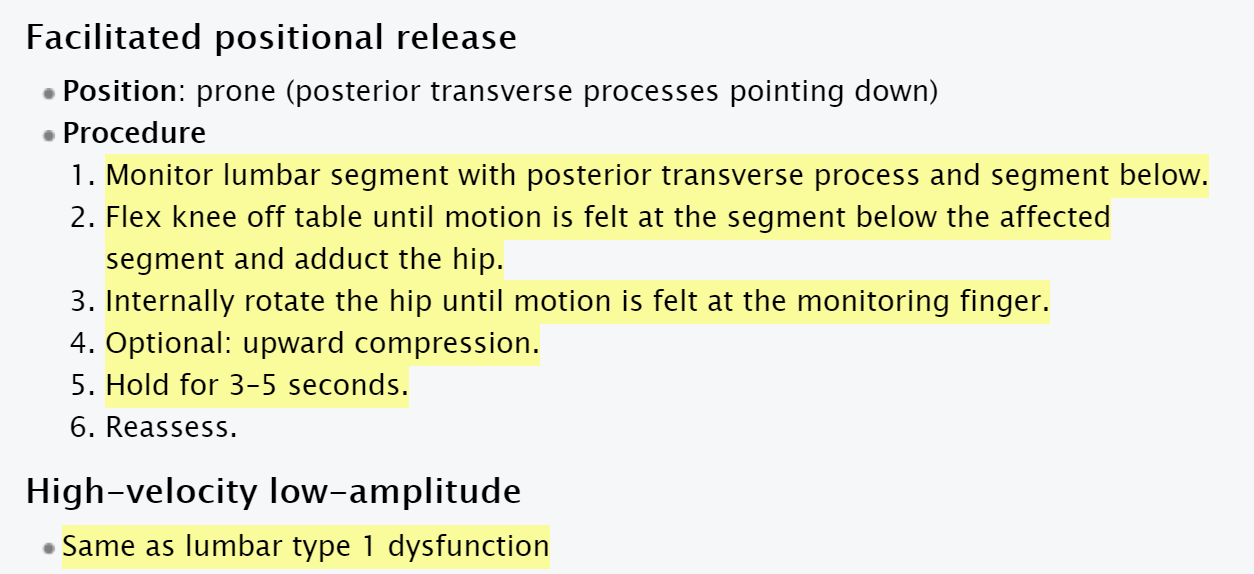 Facilitated positional release
Position: prone (posterior transverse processes pointing down)
Procedure
1. Monitor lumbar segment with posterior transverse process and segment below.
2. Flex knee off table until motion is felt at the segment below the affected
segment and adduct the hip.
3. Internally rotate the hip until motion is felt at the monitoring finger.
4. Optional: upward compression.
5. Hold for 3–5 seconds.
6. Reassess.
High-velocity low-amplitude
Same as lumbar type 1 dysfunction